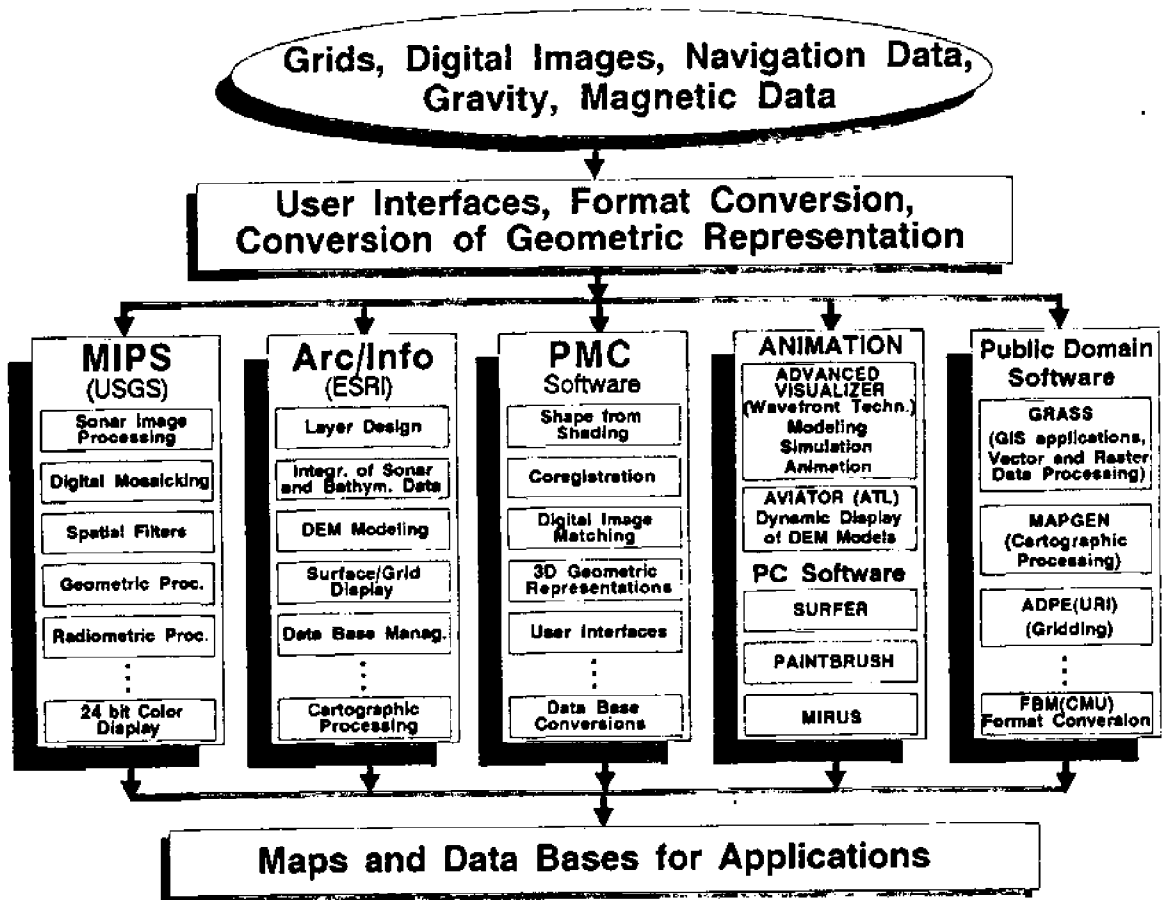 Grids, Digital Images, Navigation Data,
Gravity, Magnetic Data
User Interfaces, Format Conversion,
Conversion of Geometric Representation
MIPS
(USGS)
Sonar Image
Processing
Digital Mosaicking
Spatial Filters
Geometric Proc.
Radiometric Proc.
24 bit Color
Display
Arc/Info
(ESRI)
Layer Design
Integr. of Sonar
and Bathym. Data
DEM Modeling
Surface/Grid
Display
Data Base Manag.
Cartographic
Processing
PMC
Software
Shape from
Shading
Coregistration
Digital Image
Matching
3D Geometric
Representations
User Interfaces
Data Base
Conversions
ANIMATION
ADVANCED
VISUALIZER
(Wavefront Techn.)
Modeling
Simulation
Animation
AVIATOR (ATL)
Dynamic Display
of DEM Models
PC Software
SURFER
PAINTBRUSH
MIRUS
Public Domain
Software
GRASS
(GIS applications,
Vector and Raster
Data Processing)
MAPGEN
(Cartographic
Processing)
ADPE(URI)
(Gridding)
FBM(CMU)
Format Conversion
Maps and Data Bases for Applications